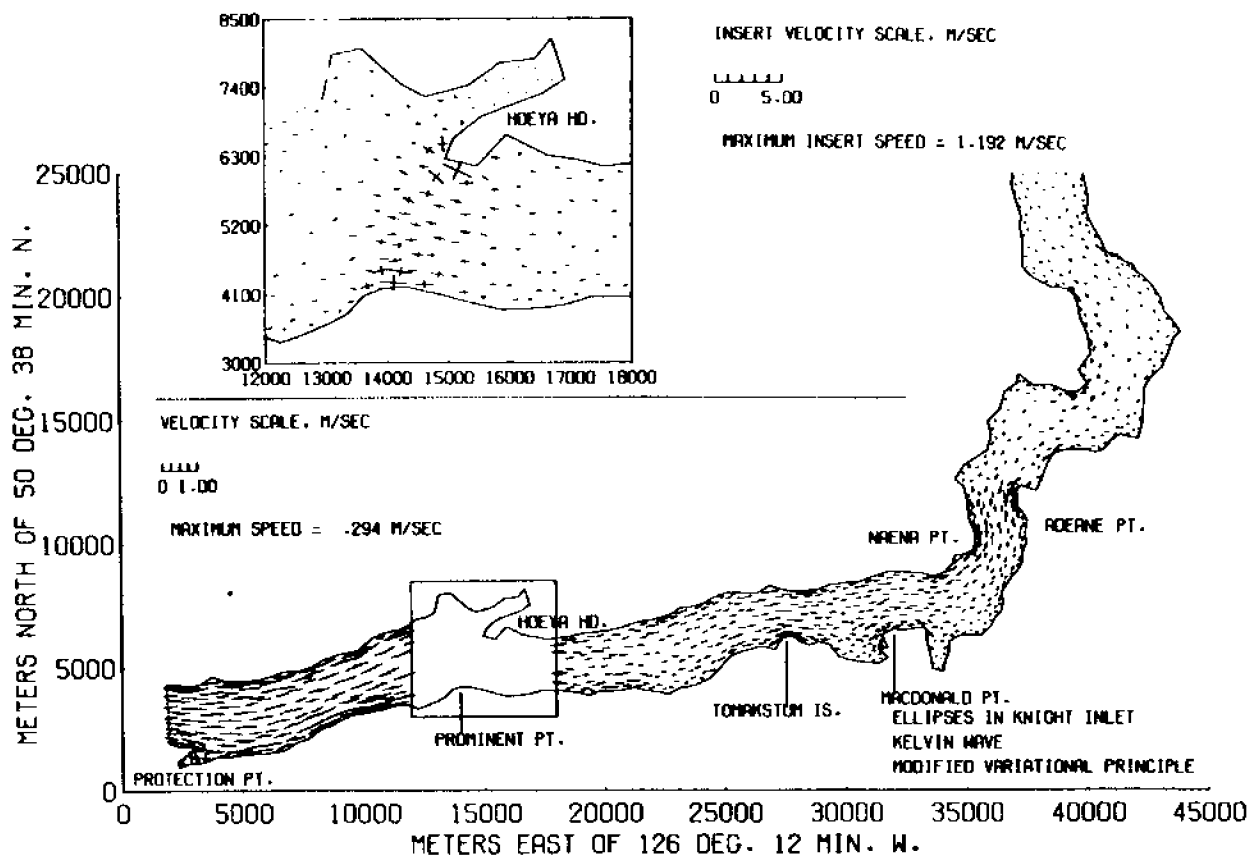 8500
7400
6300
5200
4100
3000
12000 13000 14000 15000 16000 17000 18000
HOEYA HD.
INSERT VELOCITY SCALE. M/SEC
0 5.00
MAXIMUM INSERT SPEED = 1.192 M/SEC
VELOCITY SCALE. M/SEC
0 1.00
MAXIMUM SPEED = .294 M/SEC
25000
20000
15000
10000
5000
0
METERS NORTH OF 50 DEG. 38 MIN. N.
NAENA PT.
ADEANE PT.
HOEYA HD.
TOMAKSTUM IS.
MACDONALD PT.
PROMINENT PT.
PROTECTION PT.
ELLIPSES IN KNIGHT INLET
KELVIN WAVE
MODIFIED VARIATIONAL PRINCIPLE
0 5000 10000 15000 20000 25000 30000 35000 40000 45000
METERS EAST OF 126 DEG. 12 MIN. W.